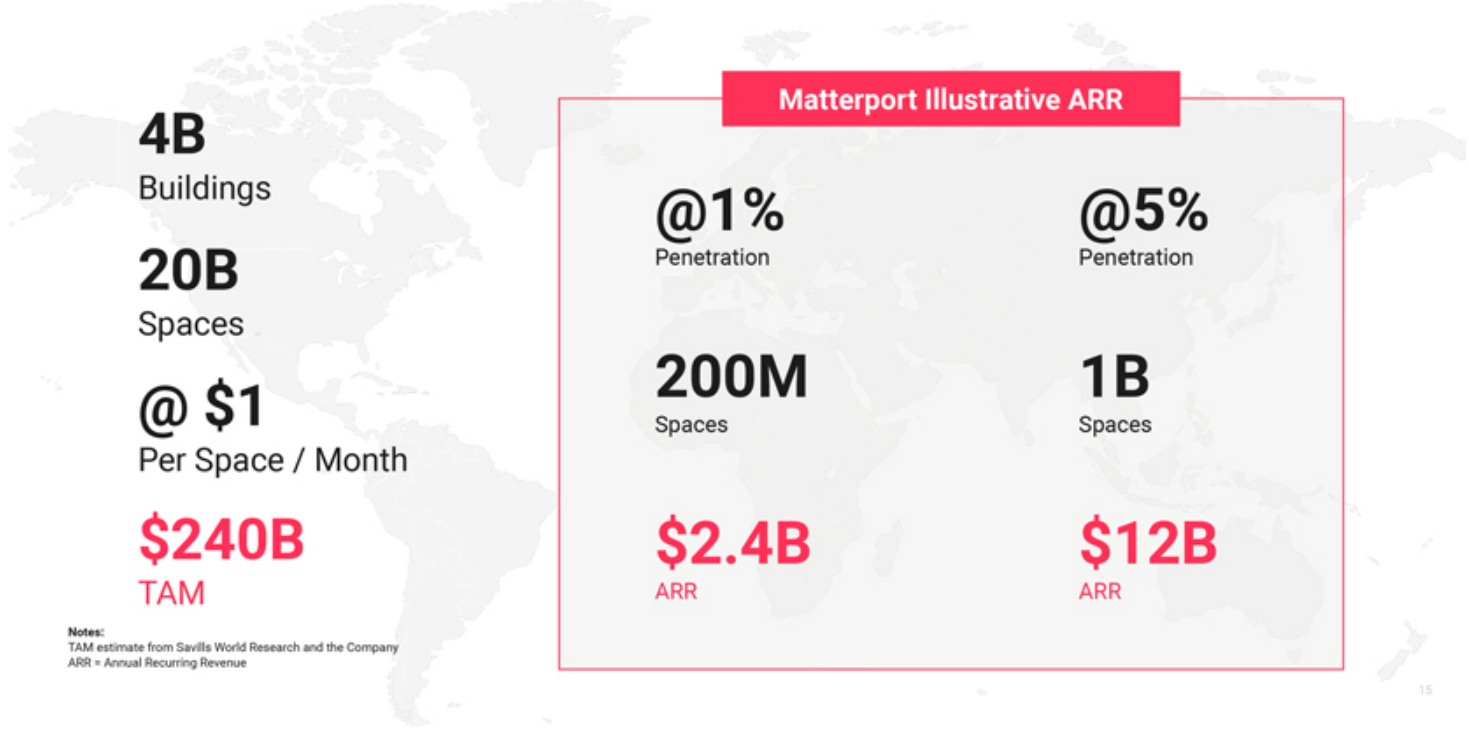 4B
Buildings
20B
Spaces
@ $1
Per Space / Month
$240B
TAM
Notes:
TAM estimate from Savills World Research and the Company
ARR = Annual Recurring Revenue
Matterport Illustrative ARR
@1%
Penetration
200M
Spaces
$2.4B
ARR
@5%
Penetration
1B
Spaces
$12B
ARR
15